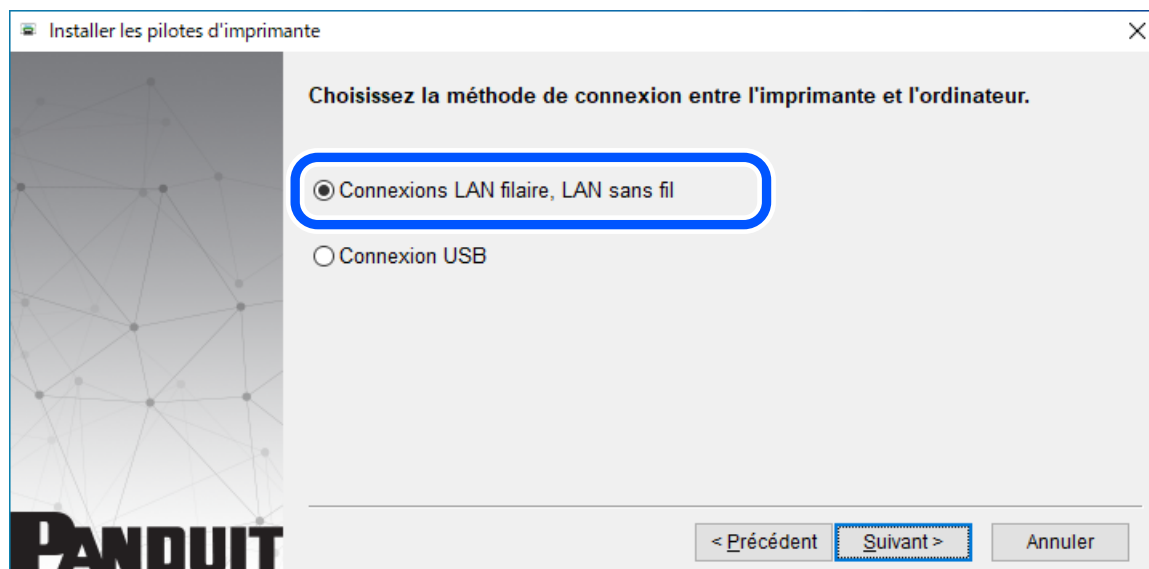 Installer les pilotes d'imprimante
Choisissez la méthode de connexion entre l'imprimante et l'ordinateur.
Connexions LAN filaire, LAN sans fil
Connexion USB
PANDUIT
< Précédent Suivant > Annuler